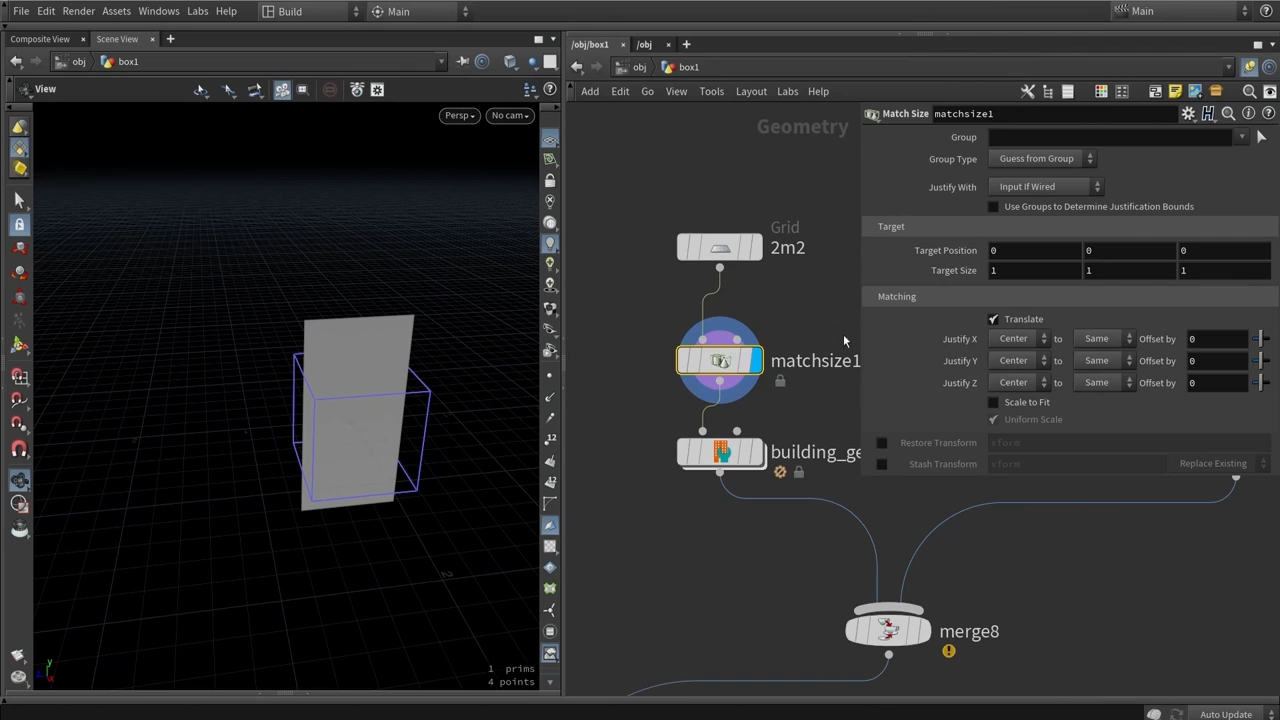 File Edit Render Assets Windows Labs Help Build Main Main
Composite View Scene View
/obj/box1 /obj
obj box1
obj box1
View
Add Edit Go View Tools Layout Labs Help
Persp No cam
Geometry
Match Size matchsize1
Group
Group Type Guess from Group
Justify With Input If Wired
Use Groups to Determine Justification Bounds
Target
Target Position 0 0 0
Target Size 1 1 1
Matching
Translate
Justify X Center to Same Offset by 0
Justify Y Center to Same Offset by 0
Justify Z Center to Same Offset by 0
Scale to Fit
Uniform Scale
Restore Transform xform
Stash Transform xform Replace Existing
Grid
2m2
matchsize1
building_ge
merge8
12
12
2
y
z x
1 prims
4 points
Auto Update